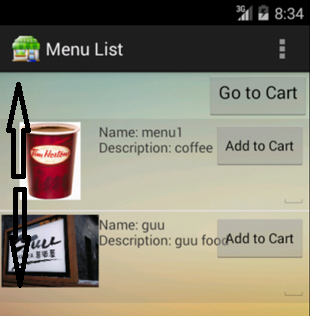 3G 8:34
Menu List
Go to Cart
Tim Hortons
Name: menu1
Description: coffee
Add to Cart
Guu
Name: guu
Description: guu food
Add to Cart